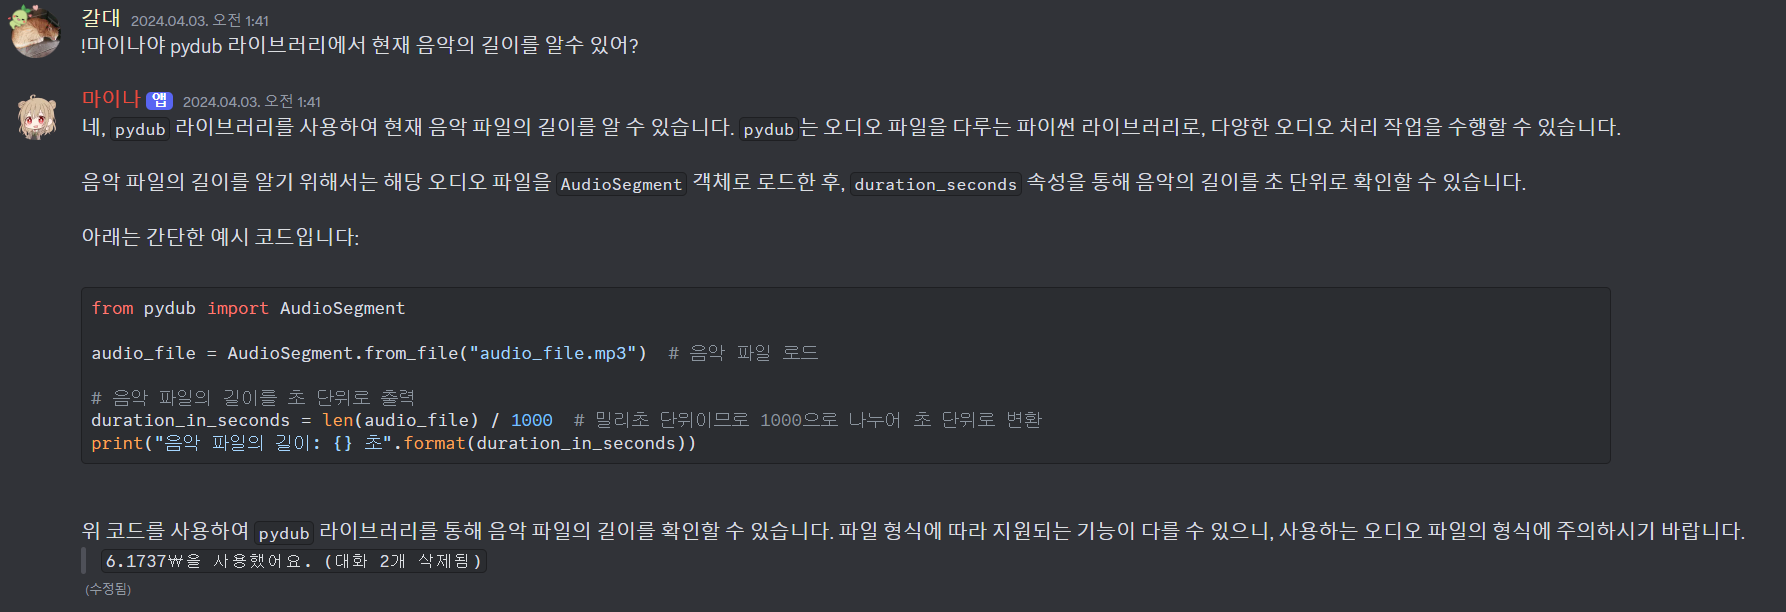 갈대 2024.04.03. 오전 1:41
!마이나야 pydub 라이브러리에서 현재 음악의 길이를 알수 있어?
마이나 앱 2024.04.03. 오전 1:41
네, pydub 라이브러리를 사용하여 현재 음악 파일의 길이를 알 수 있습니다. pydub 는 오디오 파일을 다루는 파이썬 라이브러리로, 다양한 오디오 처리 작업을 수행할 수 있습니다.
음악 파일의 길이를 알기 위해서는 해당 오디오 파일을 AudioSegment 객체로 로드한 후, duration_seconds 속성을 통해 음악의 길이를 초 단위로 확인할 수 있습니다.
아래는 간단한 예시 코드입니다:
from pydub import AudioSegment
audio_file = AudioSegment.from_file("audio_file.mp3")  # 음악 파일 로드
# 음악 파일의 길이를 초 단위로 출력
duration_in_seconds = len(audio_file) / 1000  # 밀리초 단위이므로 1000으로 나누어 초 단위로 변환
print("음악 파일의 길이: {} 초".format(duration_in_seconds))
위 코드를 사용하여 pydub 라이브러리를 통해 음악 파일의 길이를 확인할 수 있습니다. 파일 형식에 따라 지원되는 기능이 다를 수 있으니, 사용하는 오디오 파일의 형식에 주의하시기 바랍니다.
6.1737₩을 사용했어요. (대화 2개 삭제됨)
(수정됨)